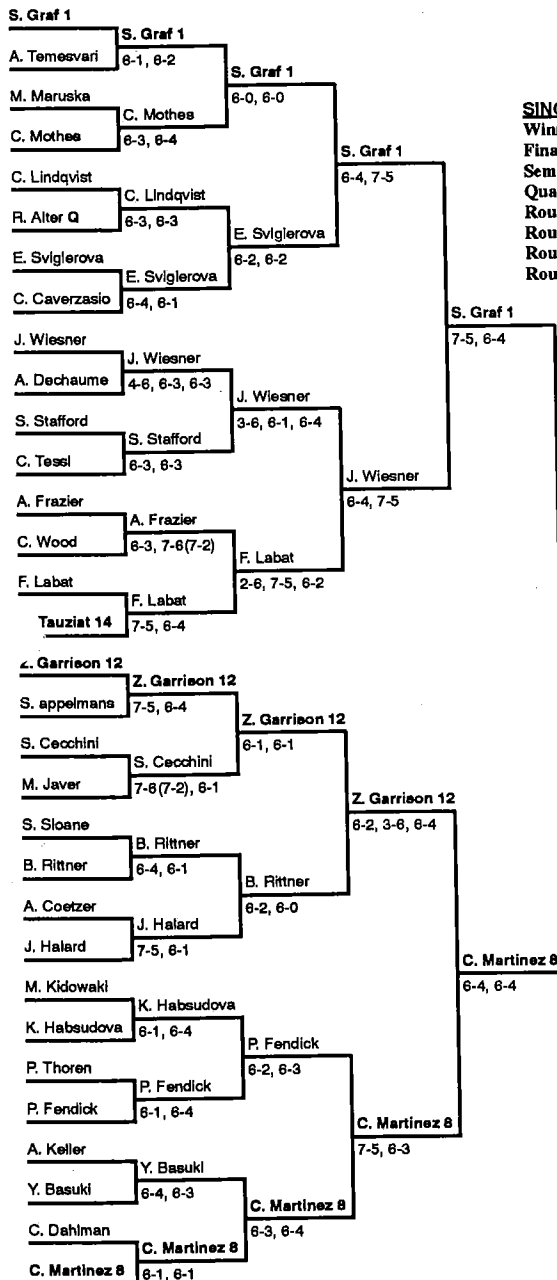 S. Graf 1
A. Temesvari
M. Maruska
C. Mothes
C. Lindqvist
R. Alter Q
E. Sviglerova
C. Caverzasio
J. Wiesner
A. Dechaume
S. Stafford
C. Tessi
A. Frazier
C. Wood
F. Labat
Tauziat 14
Z. Garrison 12
S. appelmans
S. Cecchini
M. Javer
S. Sloane
B. Rittner
A. Coetzer
J. Halard
M. Kidowaki
K. Habsudova
P. Thoren
P. Fendick
A. Keller
Y. Basuki
C. Dahlman
C. Martinez 8
S. Graf 1
6-1, 6-2
C. Mothes
6-3, 6-4
C. Lindqvist
6-3, 6-3
E. Sviglerova
6-4, 6-1
J. Wiesner
4-6, 6-3, 6-3
S. Stafford
6-3, 6-3
A. Frazier
6-3, 7-6(7-2)
F. Labat
7-5, 6-4
Z. Garrison 12
7-5, 6-4
S. Cecchini
7-6(7-2), 6-1
B. Rittner
6-4, 6-1
J. Halard
7-5, 6-1
K. Habsudova
6-1, 6-4
P. Fendick
6-1, 6-4
Y. Basuki
6-4, 6-3
C. Martinez 8
6-1, 6-1
S. Graf 1
6-0, 6-0
E. Sviglerova
6-2, 6-2
J. Wiesner
3-6, 6-1, 6-4
F. Labat
2-6, 7-5, 6-2
Z. Garrison 12
6-1, 6-1
B. Rittner
6-2, 6-0
P. Fendick
6-2, 6-3
C. Martinez 8
6-3, 6-4
S. Graf 1
6-4, 7-5
J. Wiesner
6-4, 7-5
Z. Garrison 12
6-2, 3-6, 6-4
C. Martinez 8
7-5, 6-3
S. Graf 1
7-5, 6-4
C. Martinez 8
6-4, 6-4
SING
Winn
Fina
Sem
Qua
Rou
Rou
Rou
Rou